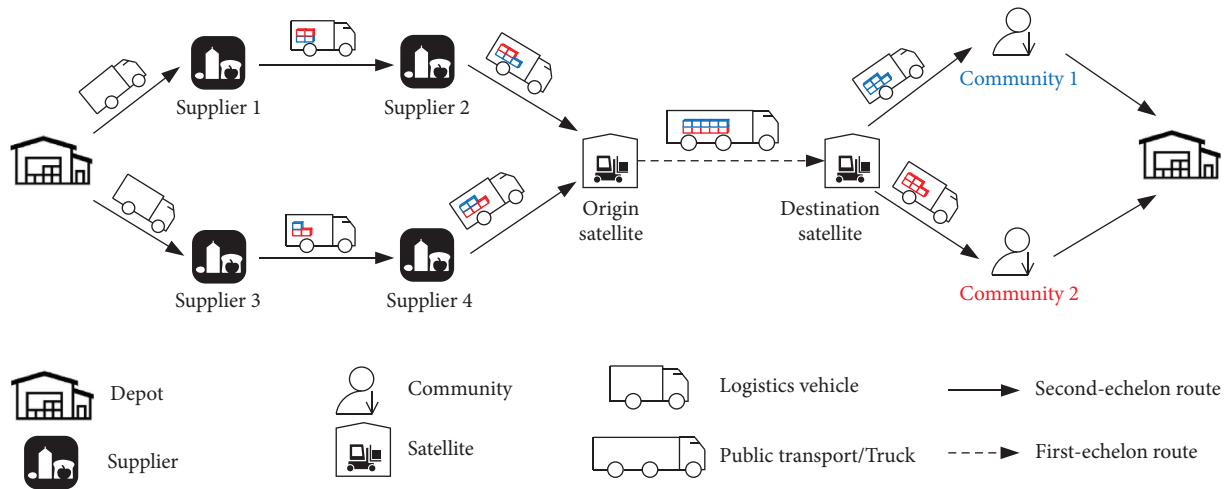 Supplier 1
Supplier 2
Community 1
Origin
satellite
Destination
satellite
Supplier 3
Supplier 4
Community 2
Depot
Community
Logistics vehicle
Second-echelon route
Supplier
Satellite
Public transport/Truck
First-echelon route